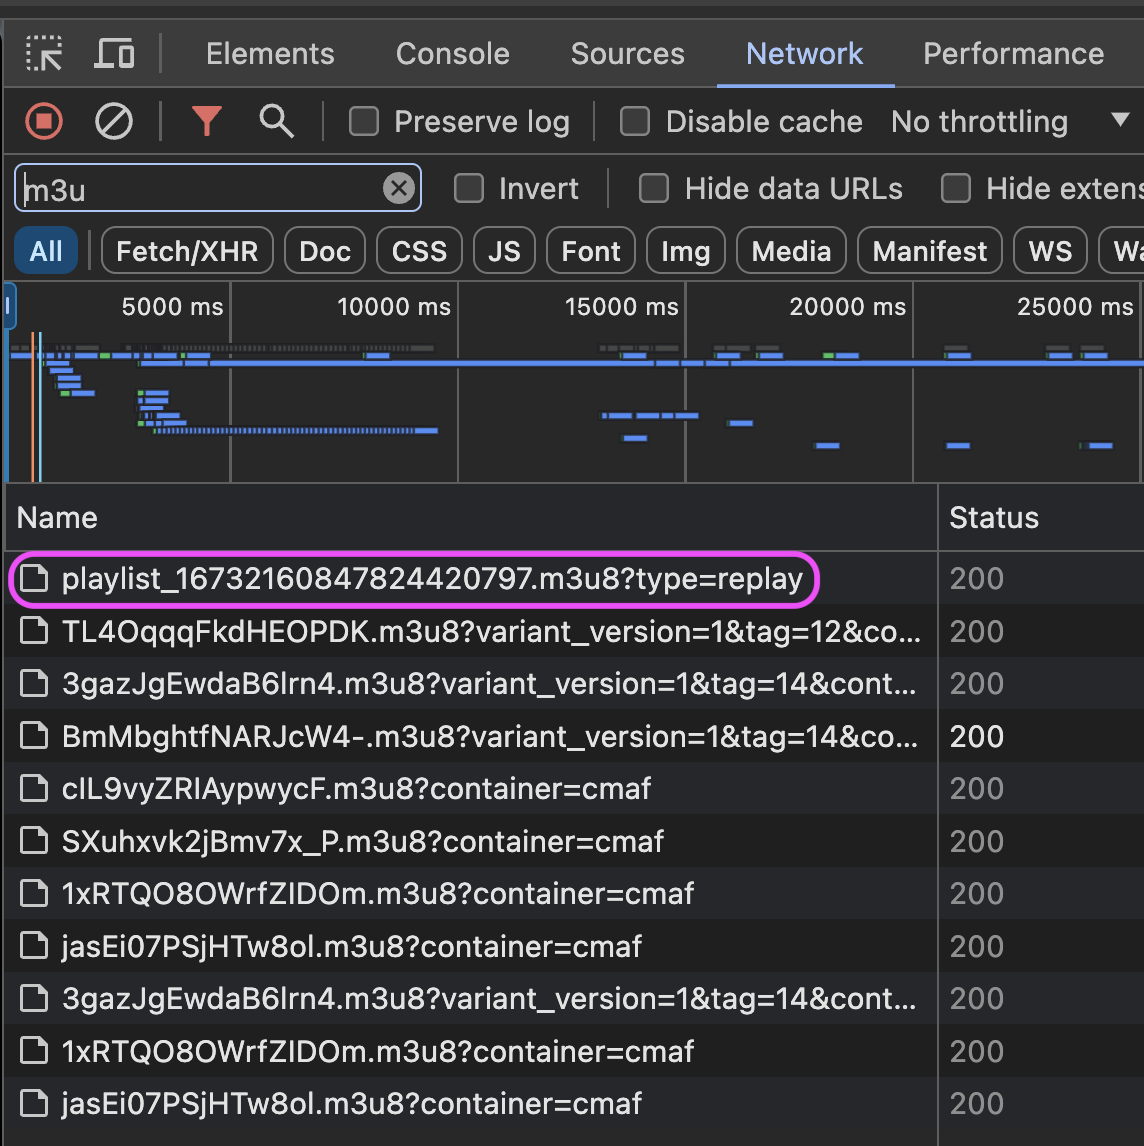 Elements Console Sources Network Performance
Preserve log Disable cache No throttling
m3u Invert Hide data URLs Hide extens
All Fetch/XHR Doc CSS JS Font Img Media Manifest WS Wa
5000 ms 10000 ms 15000 ms 20000 ms 25000 ms
Name Status
playlist_16732160847824420797.m3u8?type=replay 200
TL4OqqqFkdHEOPDK.m3u8?variant_version=1&tag=12&co... 200
3gazJgEwdaB6lrn4.m3u8?variant_version=1&tag=14&cont... 200
BmMbghtfNARJcW4-.m3u8?variant_version=1&tag=14&co... 200
cIL9vyZRIAypwycF.m3u8?container=cmaf 200
SXuhxvk2jBmv7x_P.m3u8?container=cmaf 200
1xRTQO8OWrfZIDOm.m3u8?container=cmaf 200
jasEi07PSjHTw8ol.m3u8?container=cmaf 200
3gazJgEwdaB6lrn4.m3u8?variant_version=1&tag=14&cont... 200
1xRTQO8OWrfZIDOm.m3u8?container=cmaf 200
jasEi07PSjHTw8ol.m3u8?container=cmaf 200